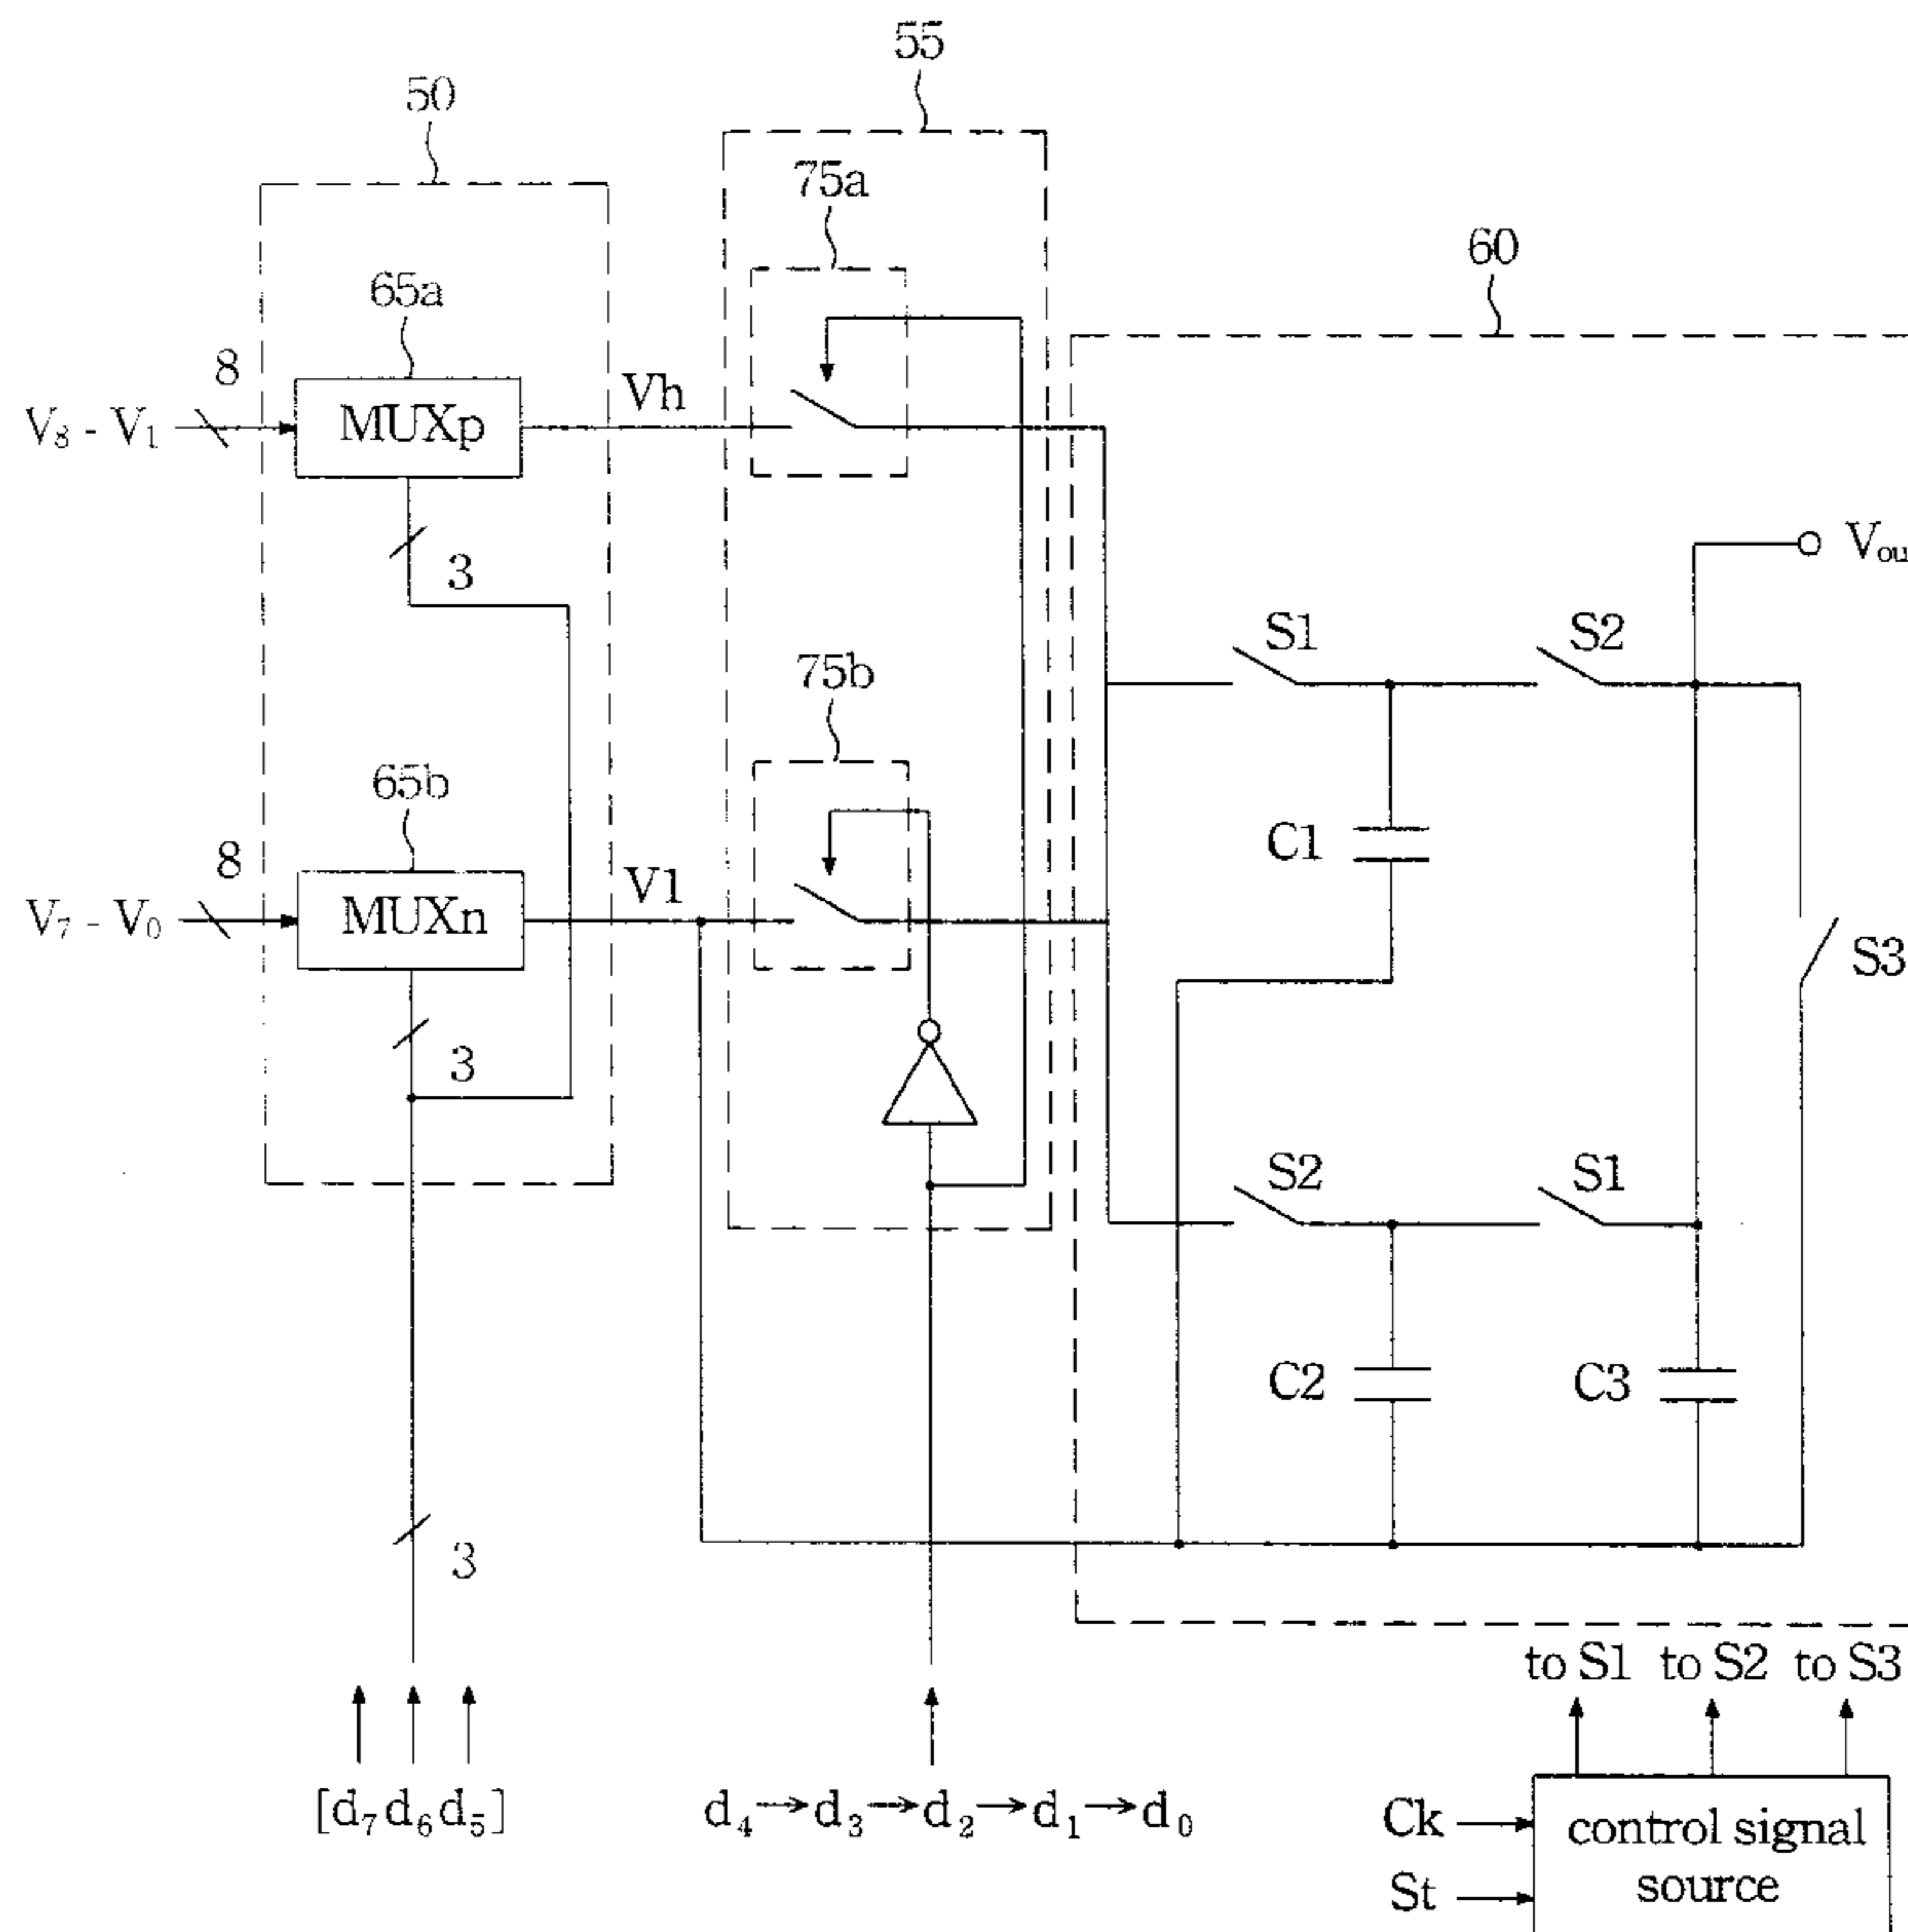 55
50
75a
60
65a
8
Vh
V₈ - V₁
MUXp
V
3
S1
S2
75b
65b
C1
8
V1
V₇ - V₀
MUXn
S3
3
S2
S1
C2
C3
3
to S1 to S2 to S3
[d₇ d₆ d₅]
d₄→d₃→d₂→d₁→d₀
Ck
control signal
source
St